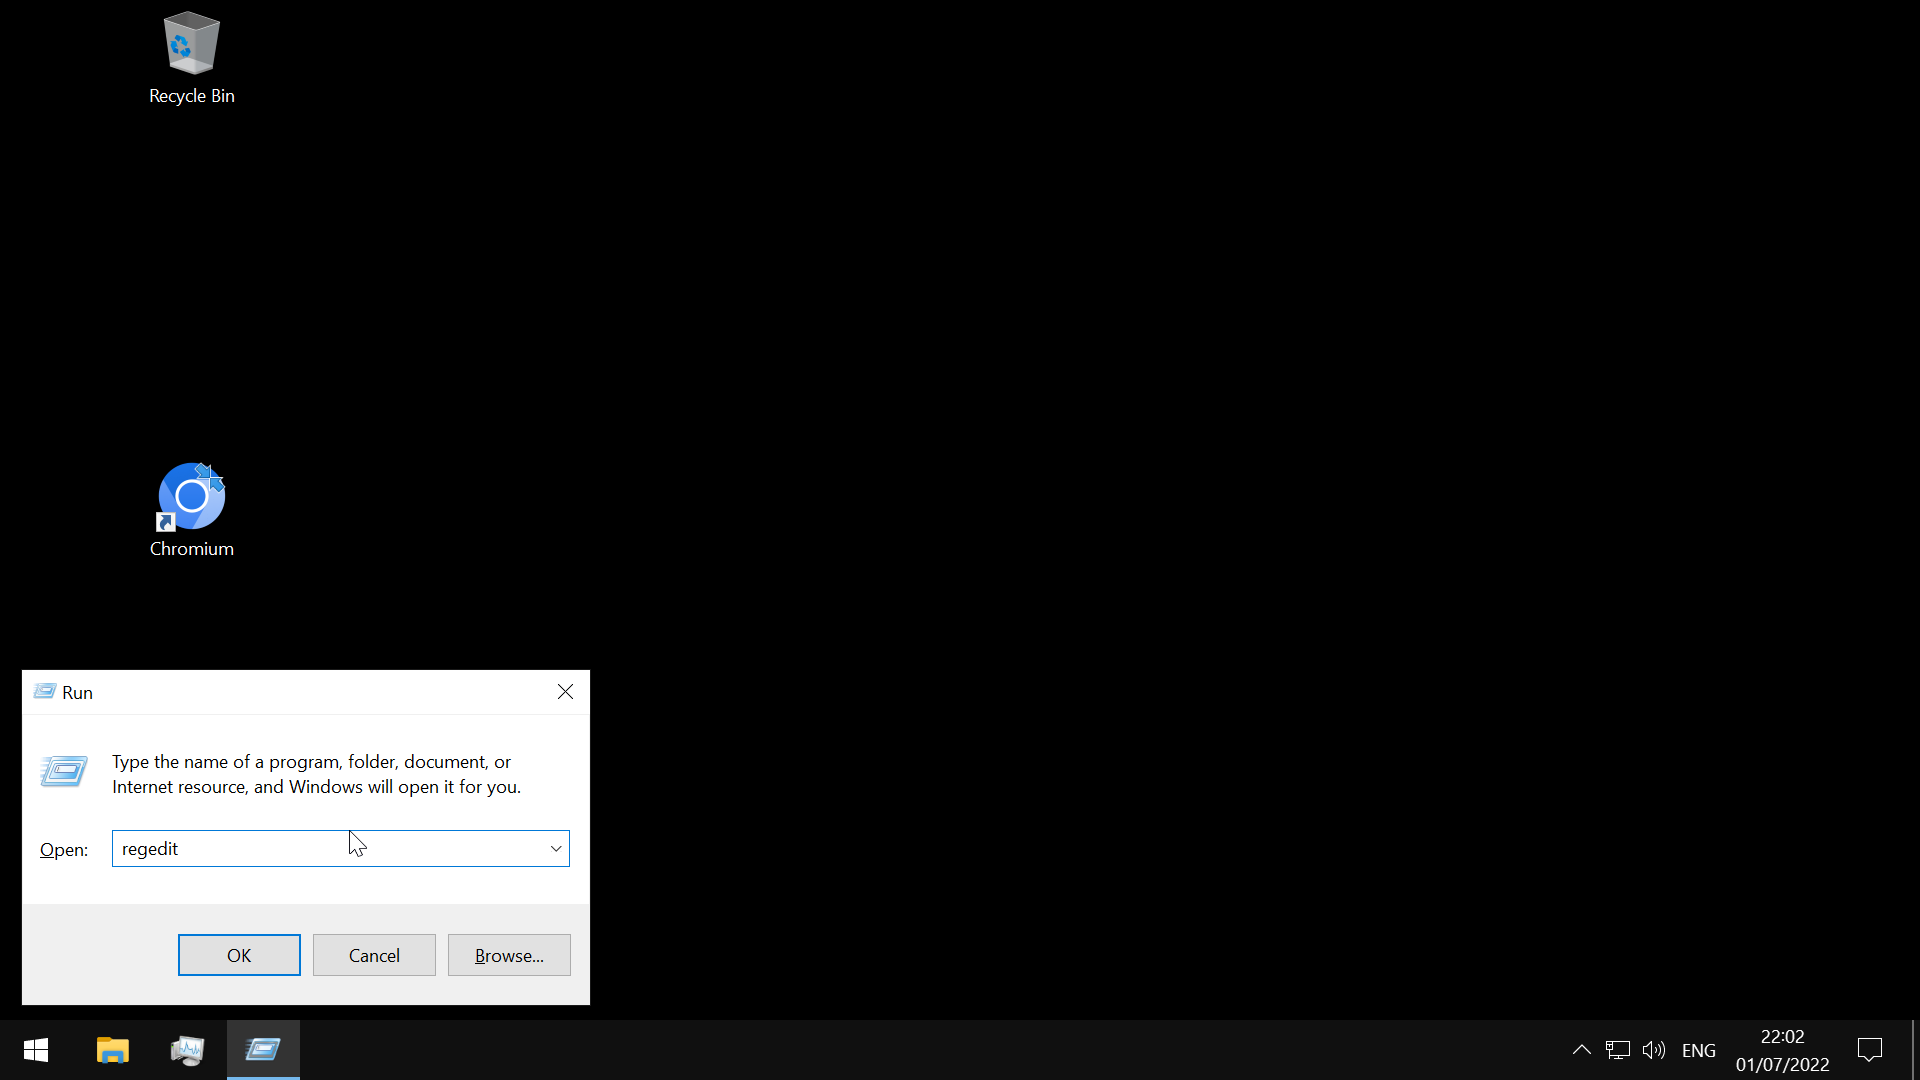 Recycle Bin
Chromium
Run
Type the name of a program, folder, document, or
Internet resource, and Windows will open it for you.
Open: regedit
OK Cancel Browse...
ENG
22:02
01/07/2022